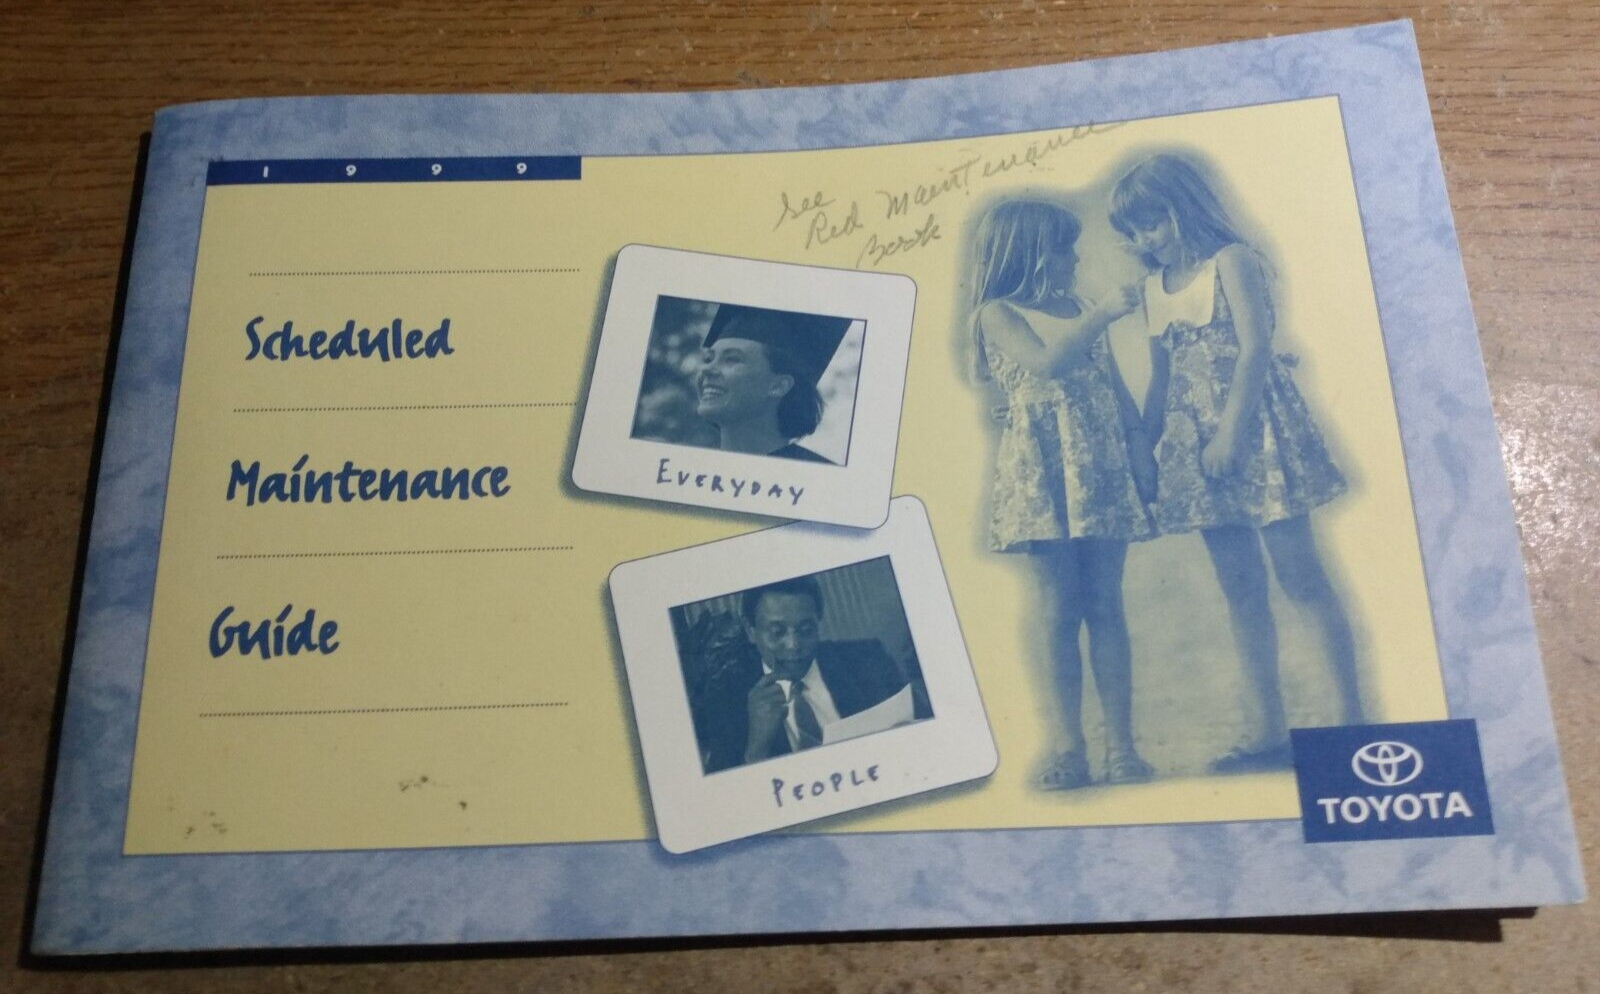 1 9 9 9
See
Red Maintenance
Book
Scheduled
Maintenance
Guide
EVERYDAY
PEOPLE
TOYOTA